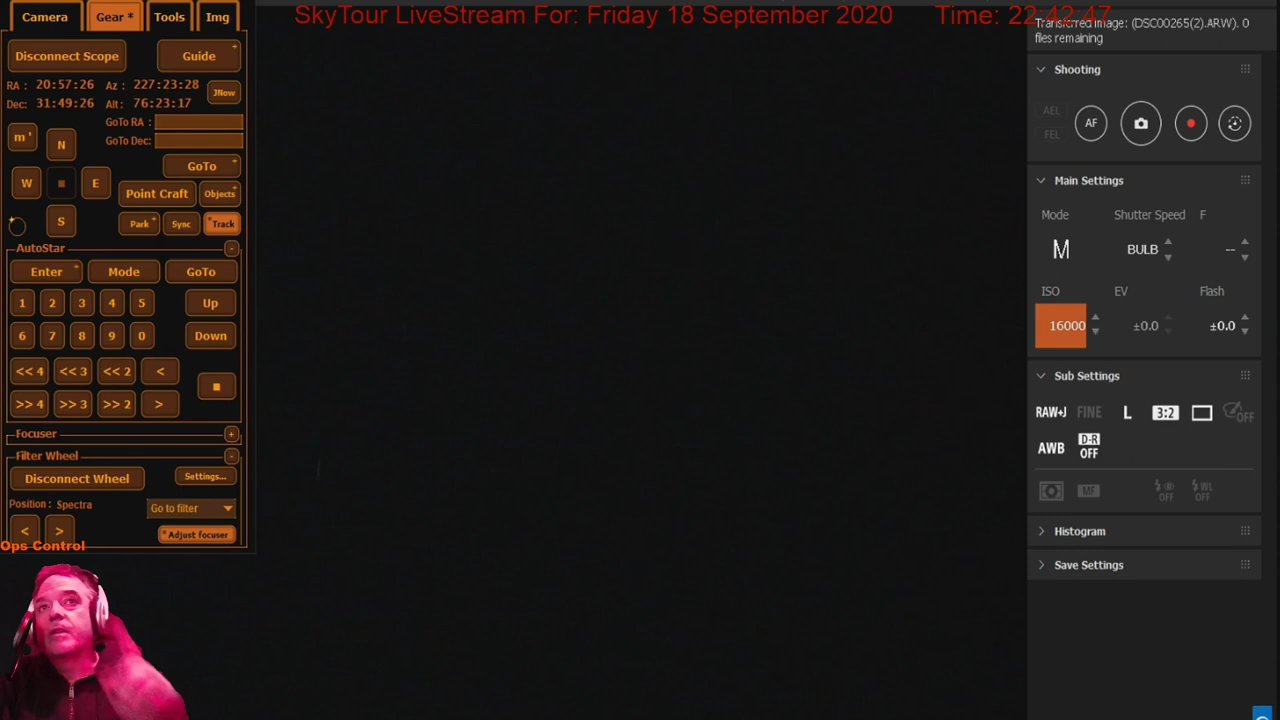 SkyTour LiveStream For: Friday 18 September 2020 Time: 22:42:47
Camera Gear * Tools Img
Transferred image: (DSC00265(2).ARW). 0
files remaining
Disconnect Scope Guide +
RA : 20:57:26 Az : 227:23:28 JNow
Dec: 31:49:26 Alt : 76:23:17
GoTo RA :
GoTo Dec:
m ' N
GoTo +
W ■ E Point Craft Objects +
S Park + Sync * Track
AutoStar -
Enter + Mode GoTo
1 2 3 4 5 Up
6 7 8 9 0 Down
<< 4 << 3 << 2 < ■
>> 4 >> 3 >> 2 >
Focuser +
Filter Wheel -
Disconnect Wheel Settings...
Position : Spectra Go to filter
< > * Adjust focuser
Ops Control
Shooting
AEL
FEL
AF
Main Settings
Mode Shutter Speed F
M BULB --
ISO EV Flash
16000 ±0.0 ±0.0
Sub Settings
RAW+J FINE L 3:2 OFF
AWB D-R
OFF
MF OFF WL
OFF
Histogram
Save Settings